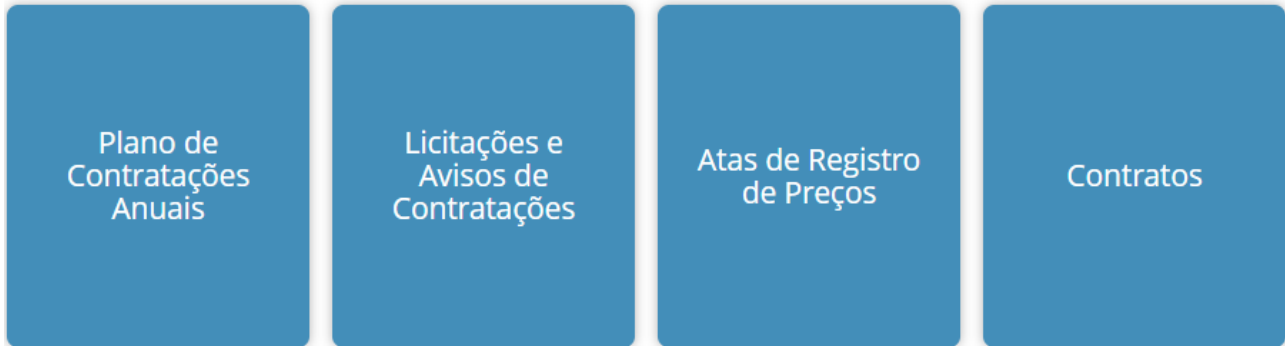 Plano de
Contratações
Anuais
Licitações e
Avisos de
Contratações
Atas de Registro
de Preços
Contratos